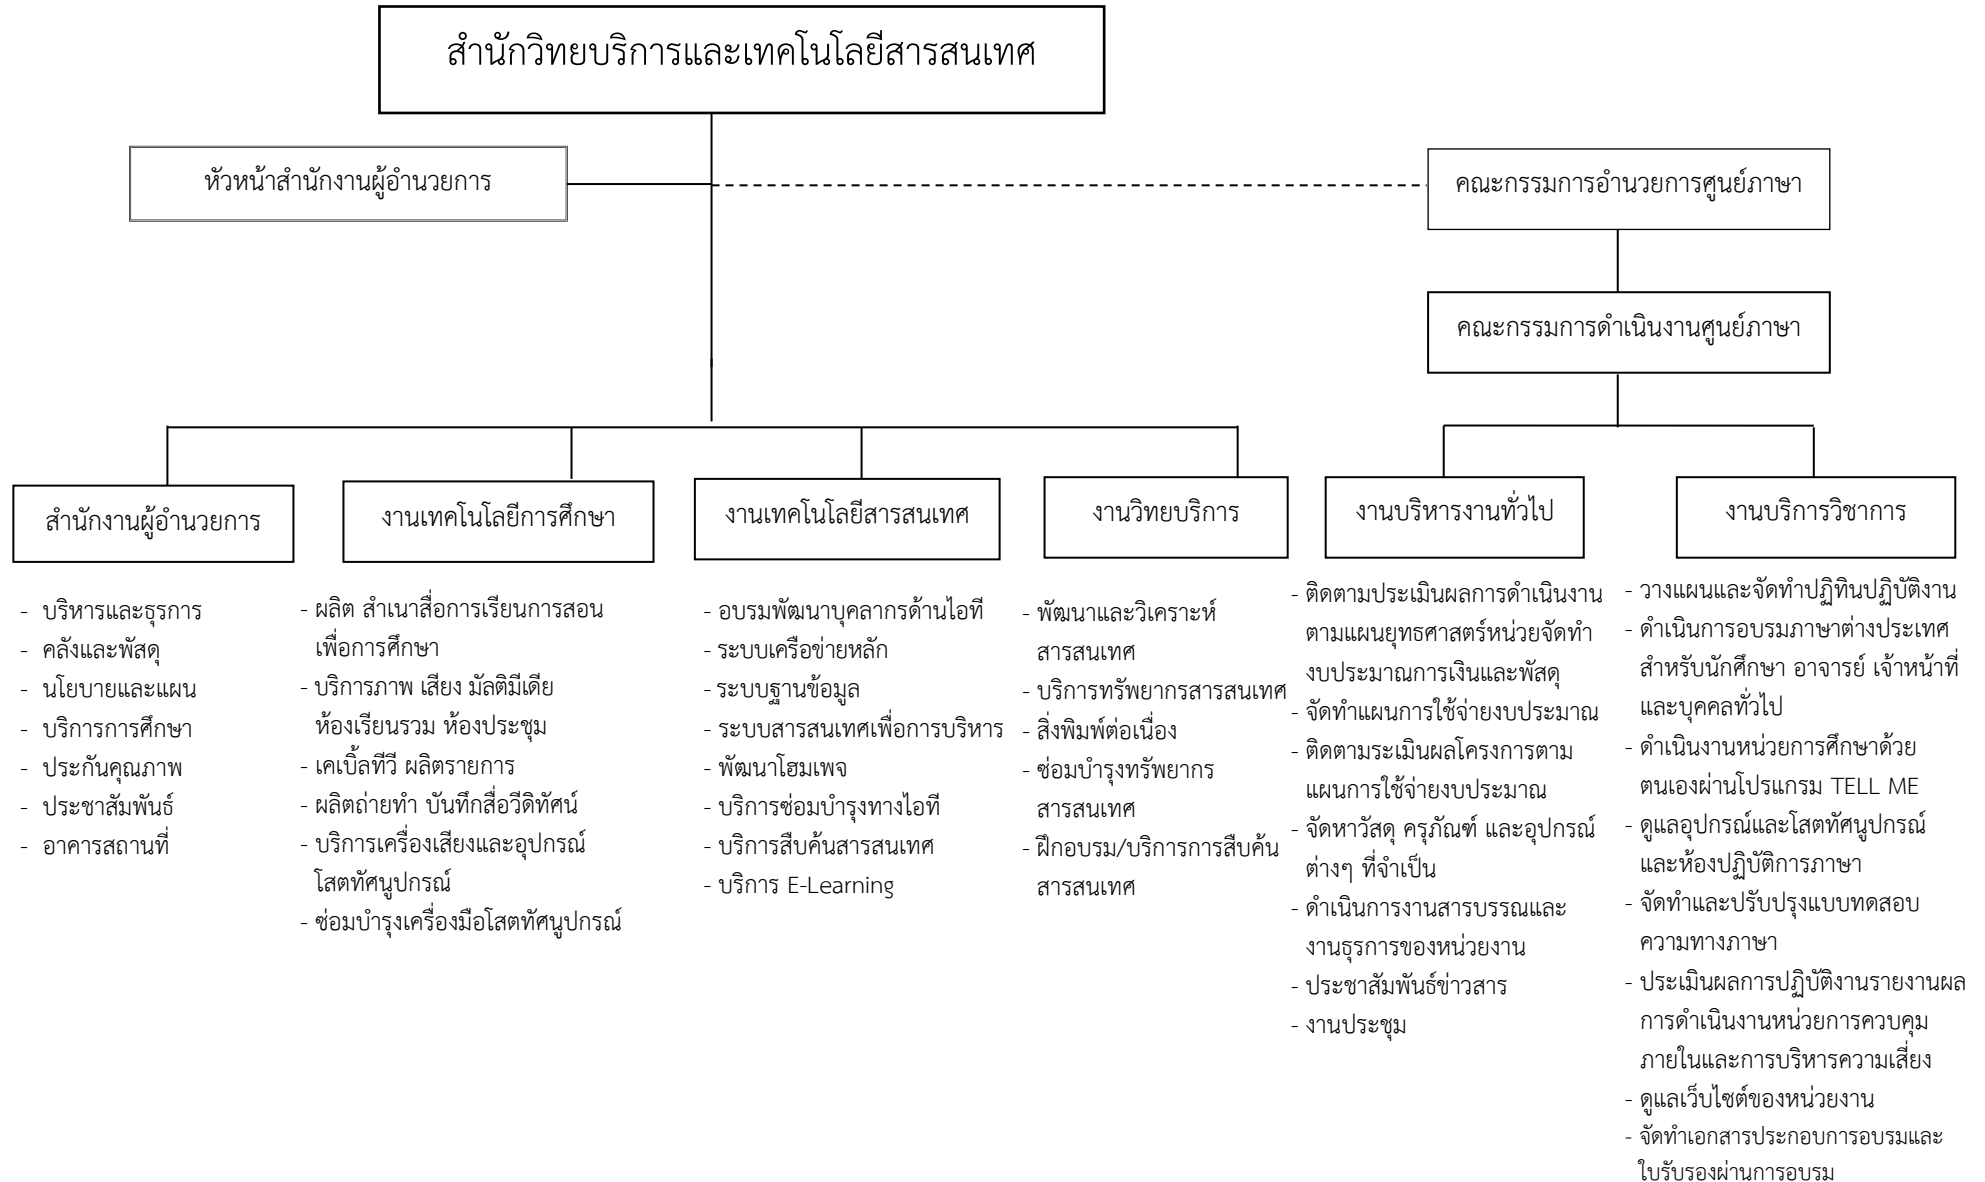 สำนักวิทยบริการและเทคโนโลยีสารสนเทศ
หัวหน้าสำนักงานผู้อำนวยการ
คณะกรรมการอำนวยการศูนย์ภาษา
คณะกรรมการดำเนินงานศูนย์ภาษา
สำนักงานผู้อำนวยการ
- บริหารและธุรการ
- คลังและพัสดุ
- นโยบายและแผน
- บริการการศึกษา
- ประกันคุณภาพ
- ประชาสัมพันธ์
- อาคารสถานที่
งานเทคโนโลยีการศึกษา
- ผลิต สำเนาสื่อการเรียนการสอน
เพื่อการศึกษา
- บริการภาพ เสียง มัลติมีเดีย
ห้องเรียนรวม ห้องประชุม
- เคเบิ้ลทีวี ผลิตรายการ
- ผลิตถ่ายทำ บันทึกสื่อวีดิทัศน์
- บริการเครื่องเสียงและอุปกรณ์
โสตทัศนูปกรณ์
- ซ่อมบำรุงเครื่องมือโสตทัศนูปกรณ์
งานเทคโนโลยีสารสนเทศ
- อบรมพัฒนาบุคลากรด้านไอที
- ระบบเครือข่ายหลัก
- ระบบฐานข้อมูล
- ระบบสารสนเทศเพื่อการบริหาร
- พัฒนาโฮมเพจ
- บริการซ่อมบำรุงทางไอที
- บริการสืบค้นสารสนเทศ
- บริการ E-Learning
งานวิทยบริการ
- พัฒนาและวิเคราะห์
สารสนเทศ
- บริการทรัพยากรสารสนเทศ
- สิ่งพิมพ์ต่อเนื่อง
- ซ่อมบำรุงทรัพยากร
สารสนเทศ
- ฝึกอบรม/บริการการสืบค้น
สารสนเทศ
งานบริหารงานทั่วไป
- ติดตามประเมินผลการดำเนินงาน
ตามแผนยุทธศาสตร์หน่วยจัดทำ
งบประมาณการเงินและพัสดุ
- จัดทำแผนการใช้จ่ายงบประมาณ
- ติดตามระเมินผลโครงการตาม
แผนการใช้จ่ายงบประมาณ
- จัดหาวัสดุ ครุภัณฑ์ และอุปกรณ์
ต่างๆ ที่จำเป็น
- ดำเนินการงานสารบรรณและ
งานธุรการของหน่วยงาน
- ประชาสัมพันธ์ข่าวสาร
- งานประชุม
งานบริการวิชาการ
- วางแผนและจัดทำปฏิทินปฏิบัติงาน
- ดำเนินการอบรมภาษาต่างประเทศ
สำหรับนักศึกษา อาจารย์ เจ้าหน้าที่
และบุคคลทั่วไป
- ดำเนินงานหน่วยการศึกษาด้วย
ตนเองผ่านโปรแกรม TELL ME
- ดูแลอุปกรณ์และโสตทัศนูปกรณ์
และห้องปฏิบัติการภาษา
- จัดทำและปรับปรุงแบบทดสอบ
ความทางภาษา
- ประเมินผลการปฏิบัติงานรายงานผล
การดำเนินงานหน่วยการควบคุม
ภายในและการบริหารความเสี่ยง
- ดูแลเว็บไซต์ของหน่วยงาน
- จัดทำเอกสารประกอบการอบรมและ
ใบรับรองผ่านการอบรม